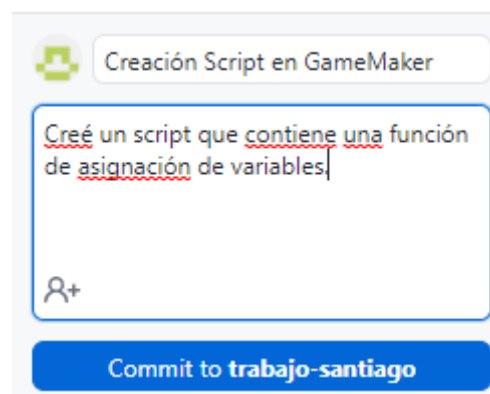 Creación Script en GameMaker
Creé un script que contiene una función
de asignación de variables.
Commit to trabajo-santiago